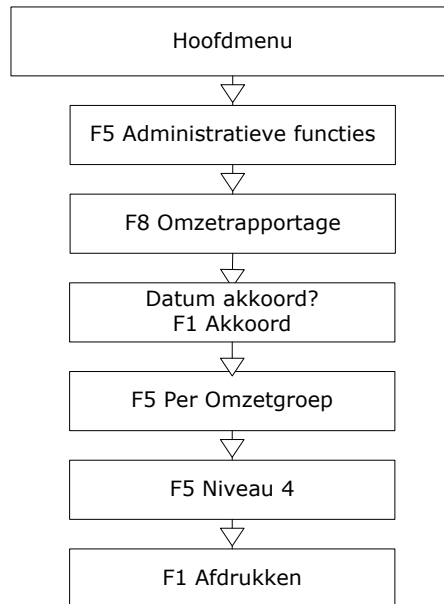 Hoofdmenu
F5 Administratieve functies
F8 Omzetrapportage
Datum akkoord?
F1 Akkoord
F5 Per Omzetgroep
F5 Niveau 4
F1 Afdrukken